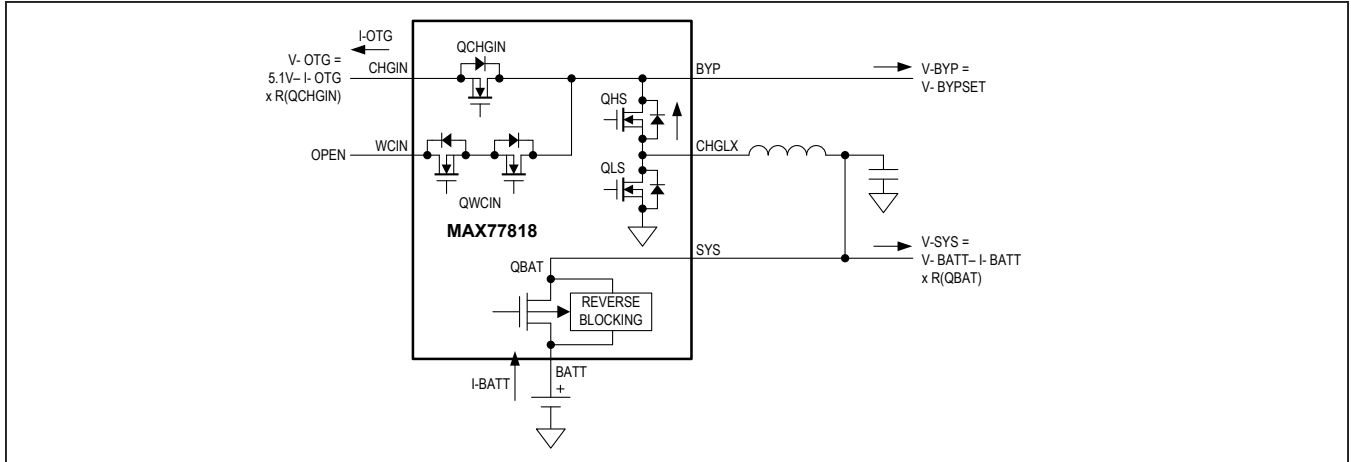 I-OTG
V- OTG =
5.1V– I- OTG
x R(QCHGIN)
CHGIN
QCHGIN
BYP
V-BYP =
V- BYPSET
QHS
OPEN
WCIN
QWCIN
CHGLX
QLS
MAX77818
SYS
V-SYS =
V- BATT– I- BATT
x R(QBAT)
QBAT
REVERSE
BLOCKING
I-BATT
BATT
+